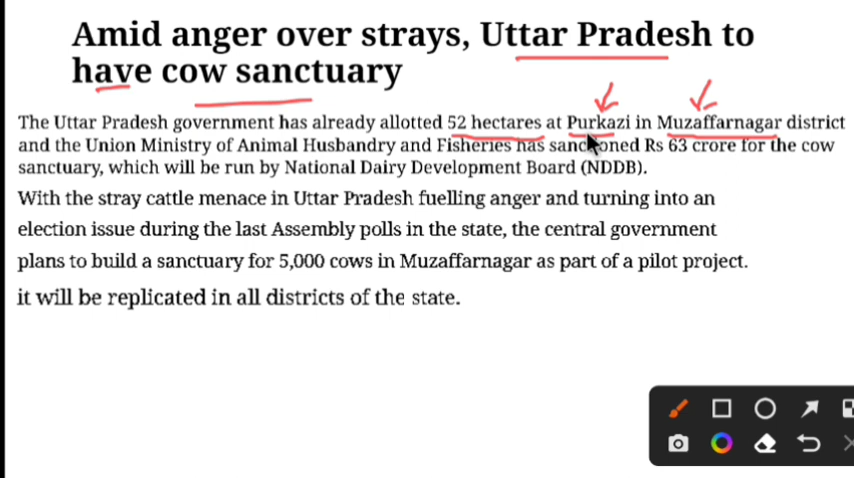 Amid anger over strays, Uttar Pradesh to
have cow sanctuary
The Uttar Pradesh government has already allotted 52 hectares at Purkazi in Muzaffarnagar district
and the Union Ministry of Animal Husbandry and Fisheries has sanctioned Rs 63 crore for the cow
sanctuary, which will be run by National Dairy Development Board (NDDB).
With the stray cattle menace in Uttar Pradesh fuelling anger and turning into an
election issue during the last Assembly polls in the state, the central government
plans to build a sanctuary for 5,000 cows in Muzaffarnagar as part of a pilot project.
it will be replicated in all districts of the state.